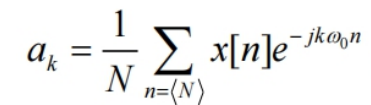 a_k = \frac{1}{N} \sum_{n=\langle N \rangle} x[n] e^{-jk\omega_0 n}